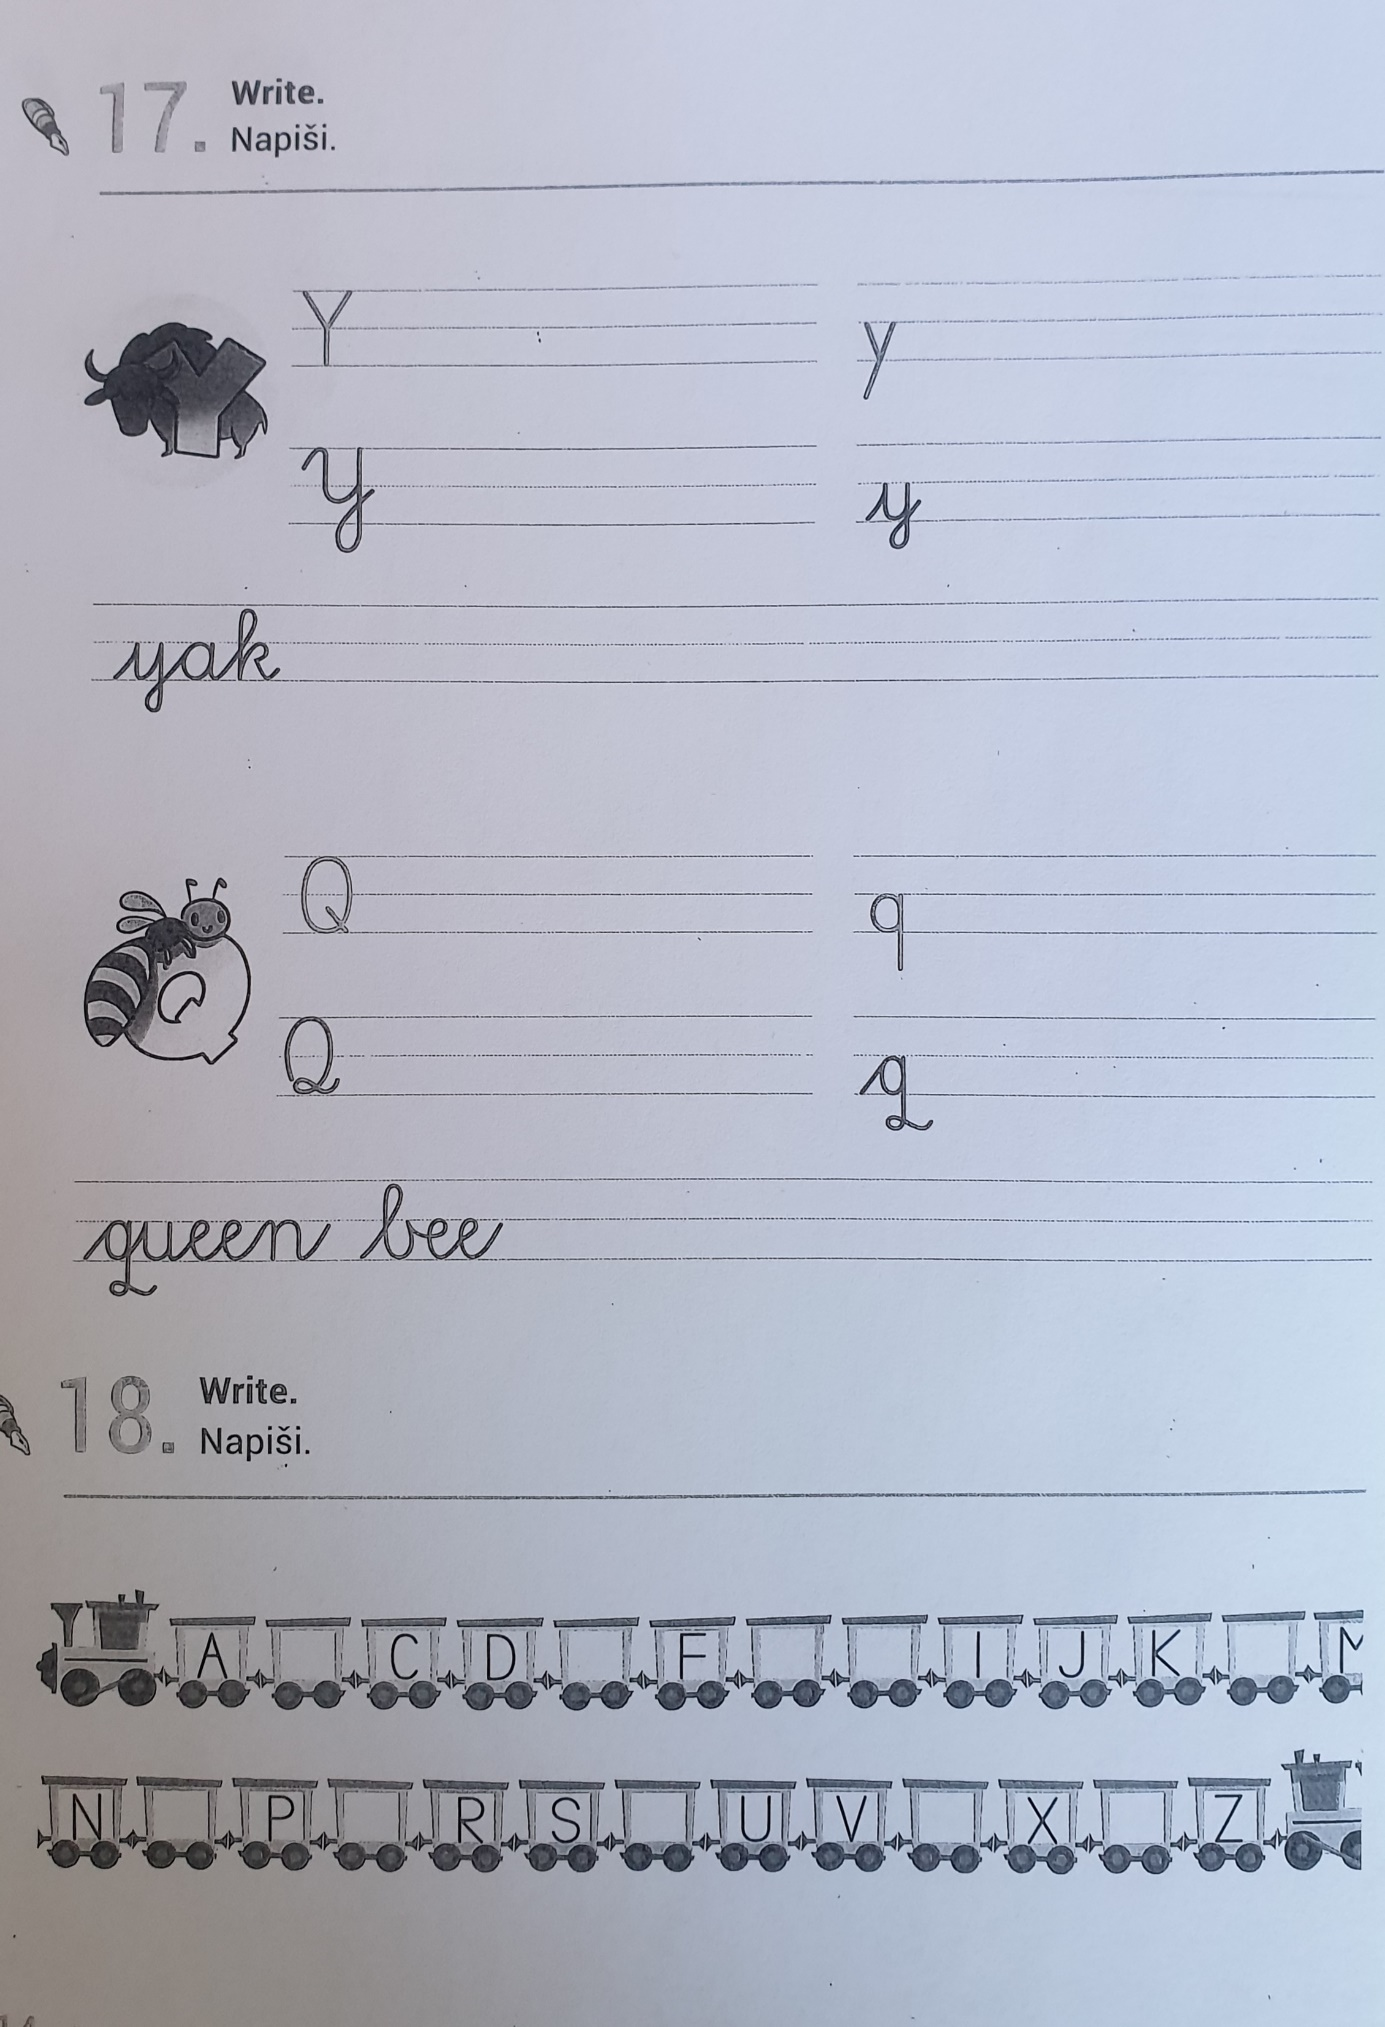 17. Write.
Napiši.
Y
y
Y
y
yak
Q
q
Q
q
queen bee
18. Write.
Napiši.
A C D F I J K M
N P R S U V X Z